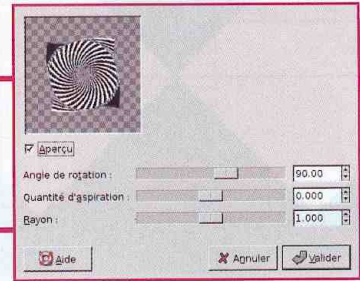 Aperçu
Angle de rotation : 90.00
Quantité d'aspiration : 0.000
Rayon : 1.000
Aide Annuler Valider